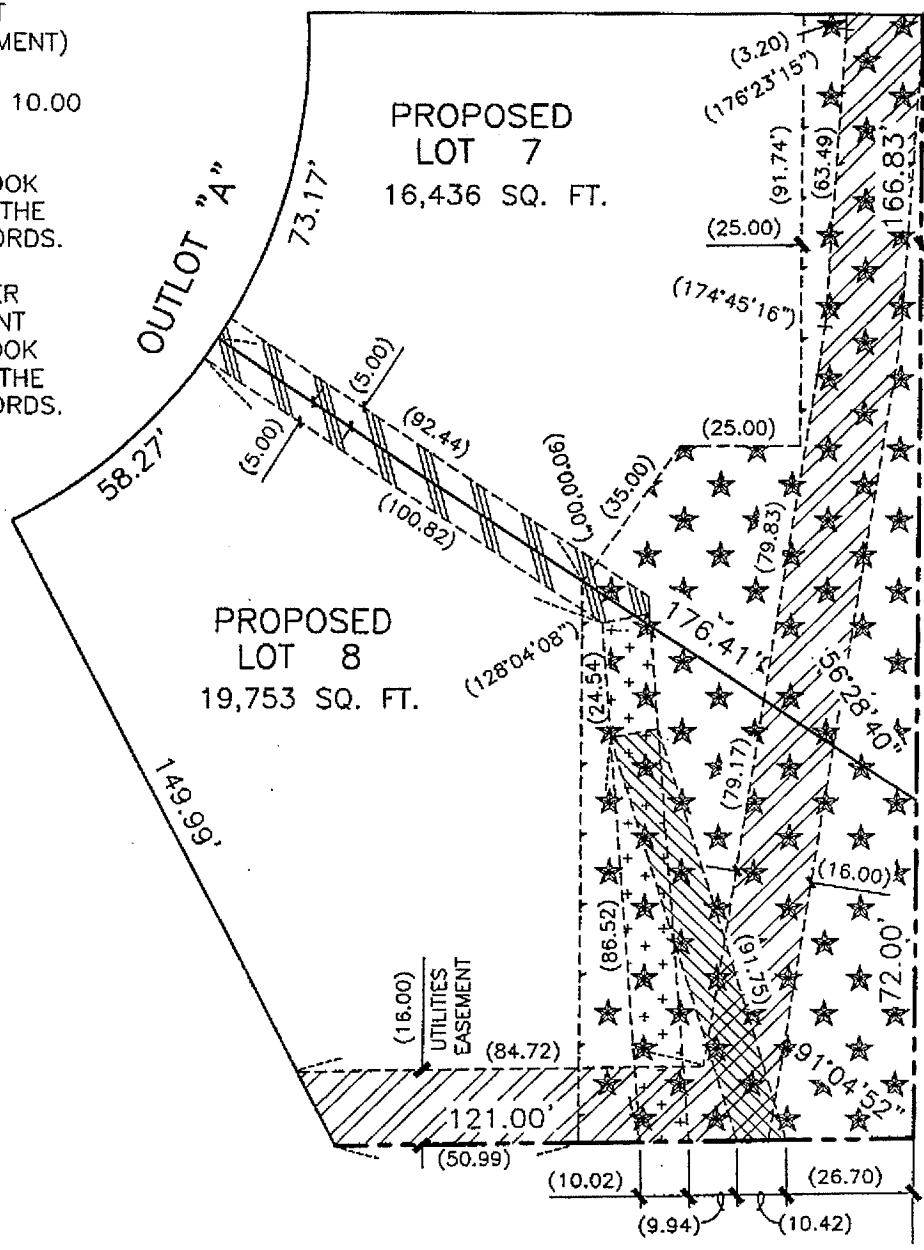 T
MENT)
10.00
OOK
THE
ORDS.
ER
NT
OOK
THE
ORDS.
OUTLOT "A"
73.17'
58.27'
PROPOSED
LOT 7
16,436 SQ. FT.
(3.20)
(176°23'15")
(91.74')
(63.49)
166.83'
(25.00)
(174°45'16")
(25.00)
(5.00)
(5.00)
(92.44)
(100.82)
(90°00'00")
(35.00)
(79.83)
176.41'
56°28'40"
PROPOSED
LOT 8
19,753 SQ. FT.
(128°04'08")
(24.54)
(79.17)
149.99'
(16.00)
(86.52)
(91.75)
72.00'
(16.00)
UTILITIES
EASEMENT
(84.72)
91°04'52"
121.00'
(50.99)
(10.02)
(26.70)
(9.94)
(10.42)